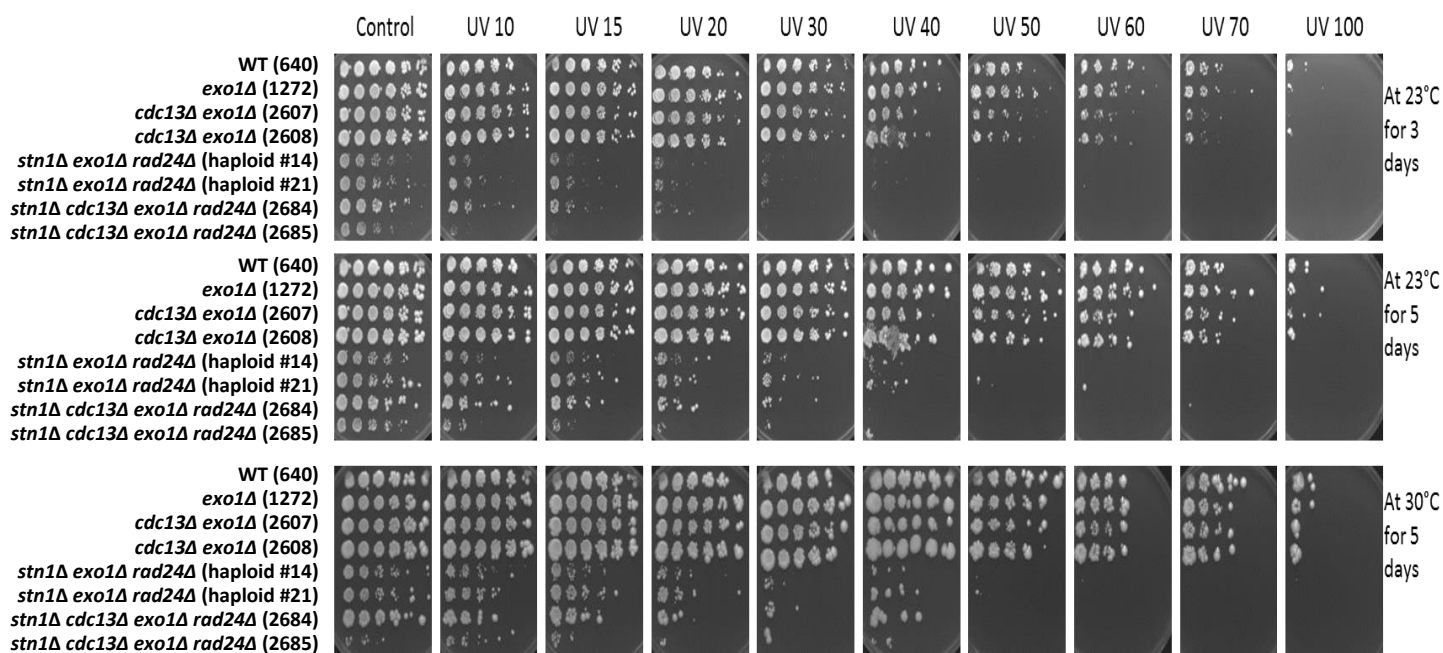 Control UV 10 UV 15 UV 20 UV 30 UV 40 UV 50 UV 60 UV 70 UV 100
WT (640)
exo1Δ (1272)
cdc13Δ exo1Δ (2607)
cdc13Δ exo1Δ (2608)
stn1Δ exo1Δ rad24Δ (haploid #14)
stn1Δ exo1Δ rad24Δ (haploid #21)
stn1Δ cdc13Δ exo1Δ rad24Δ (2684)
stn1Δ cdc13Δ exo1Δ rad24Δ (2685)
At 23°C
for 3
days
WT (640)
exo1Δ (1272)
cdc13Δ exo1Δ (2607)
cdc13Δ exo1Δ (2608)
stn1Δ exo1Δ rad24Δ (haploid #14)
stn1Δ exo1Δ rad24Δ (haploid #21)
stn1Δ cdc13Δ exo1Δ rad24Δ (2684)
stn1Δ cdc13Δ exo1Δ rad24Δ (2685)
At 23°C
for 5
days
WT (640)
exo1Δ (1272)
cdc13Δ exo1Δ (2607)
cdc13Δ exo1Δ (2608)
stn1Δ exo1Δ rad24Δ (haploid #14)
stn1Δ exo1Δ rad24Δ (haploid #21)
stn1Δ cdc13Δ exo1Δ rad24Δ (2684)
stn1Δ cdc13Δ exo1Δ rad24Δ (2685)
At 30°C
for 5
days